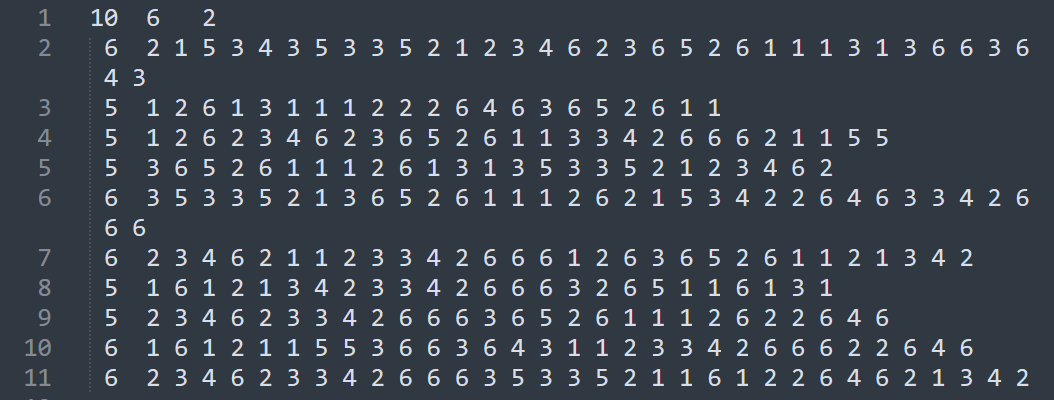 1 10 6 2
2 6 2 1 5 3 4 3 5 3 3 5 2 1 2 3 4 6 2 3 6 5 2 6 1 1 1 3 1 3 6 6 3 6
4 3
3 5 1 2 6 1 3 1 1 1 2 2 2 6 4 6 3 6 5 2 6 1 1
4 5 1 2 6 2 3 4 6 2 3 6 5 2 6 1 1 3 3 4 2 6 6 6 2 1 1 5 5
5 5 3 6 5 2 6 1 1 1 2 6 1 3 1 3 5 3 3 5 2 1 2 3 4 6 2
6 6 3 5 3 3 5 2 1 3 6 5 2 6 1 1 1 2 6 2 1 5 3 4 2 2 6 4 6 3 3 4 2 6
6 6
7 6 2 3 4 6 2 1 1 2 3 3 4 2 6 6 6 1 2 6 3 6 5 2 6 1 1 2 1 3 4 2
8 5 1 6 1 2 1 3 4 2 3 3 4 2 6 6 6 3 2 6 5 1 1 6 1 3 1
9 5 2 3 4 6 2 3 3 4 2 6 6 6 3 6 5 2 6 1 1 1 2 6 2 2 6 4 6
10 6 1 6 1 2 1 1 5 5 3 6 6 3 6 4 3 1 1 2 3 3 4 2 6 6 6 2 2 6 4 6
11 6 2 3 4 6 2 3 3 4 2 6 6 6 3 5 3 3 5 2 1 1 6 1 2 2 6 4 6 2 1 3 4 2